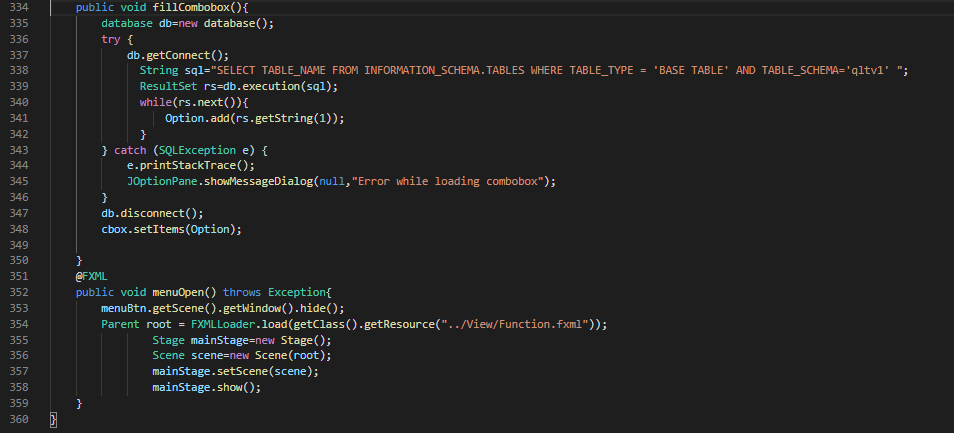 334 public void fillCombobox(){
335 database db=new database();
336 try {
337 db.getConnect();
338 String sql="SELECT TABLE_NAME FROM INFORMATION_SCHEMA.TABLES WHERE TABLE_TYPE = 'BASE TABLE' AND TABLE_SCHEMA='qltv1' ";
339 ResultSet rs=db.execution(sql);
340 while(rs.next()){
341 Option.add(rs.getString(1));
342 }
343 } catch (SQLException e) {
344 e.printStackTrace();
345 JOptionPane.showMessageDialog(null,"Error while loading combobox");
346 }
347 db.disconnect();
348 cbox.setItems(Option);
349
350 }
351 @FXML
352 public void menuOpen() throws Exception{
353 menuBtn.getScene().getWindow().hide();
354 Parent root = FXMLLoader.load(getClass().getResource("../View/Function.fxml"));
355 Stage mainStage=new Stage();
356 Scene scene=new Scene(root);
357 mainStage.setScene(scene);
358 mainStage.show();
359 }
360 }